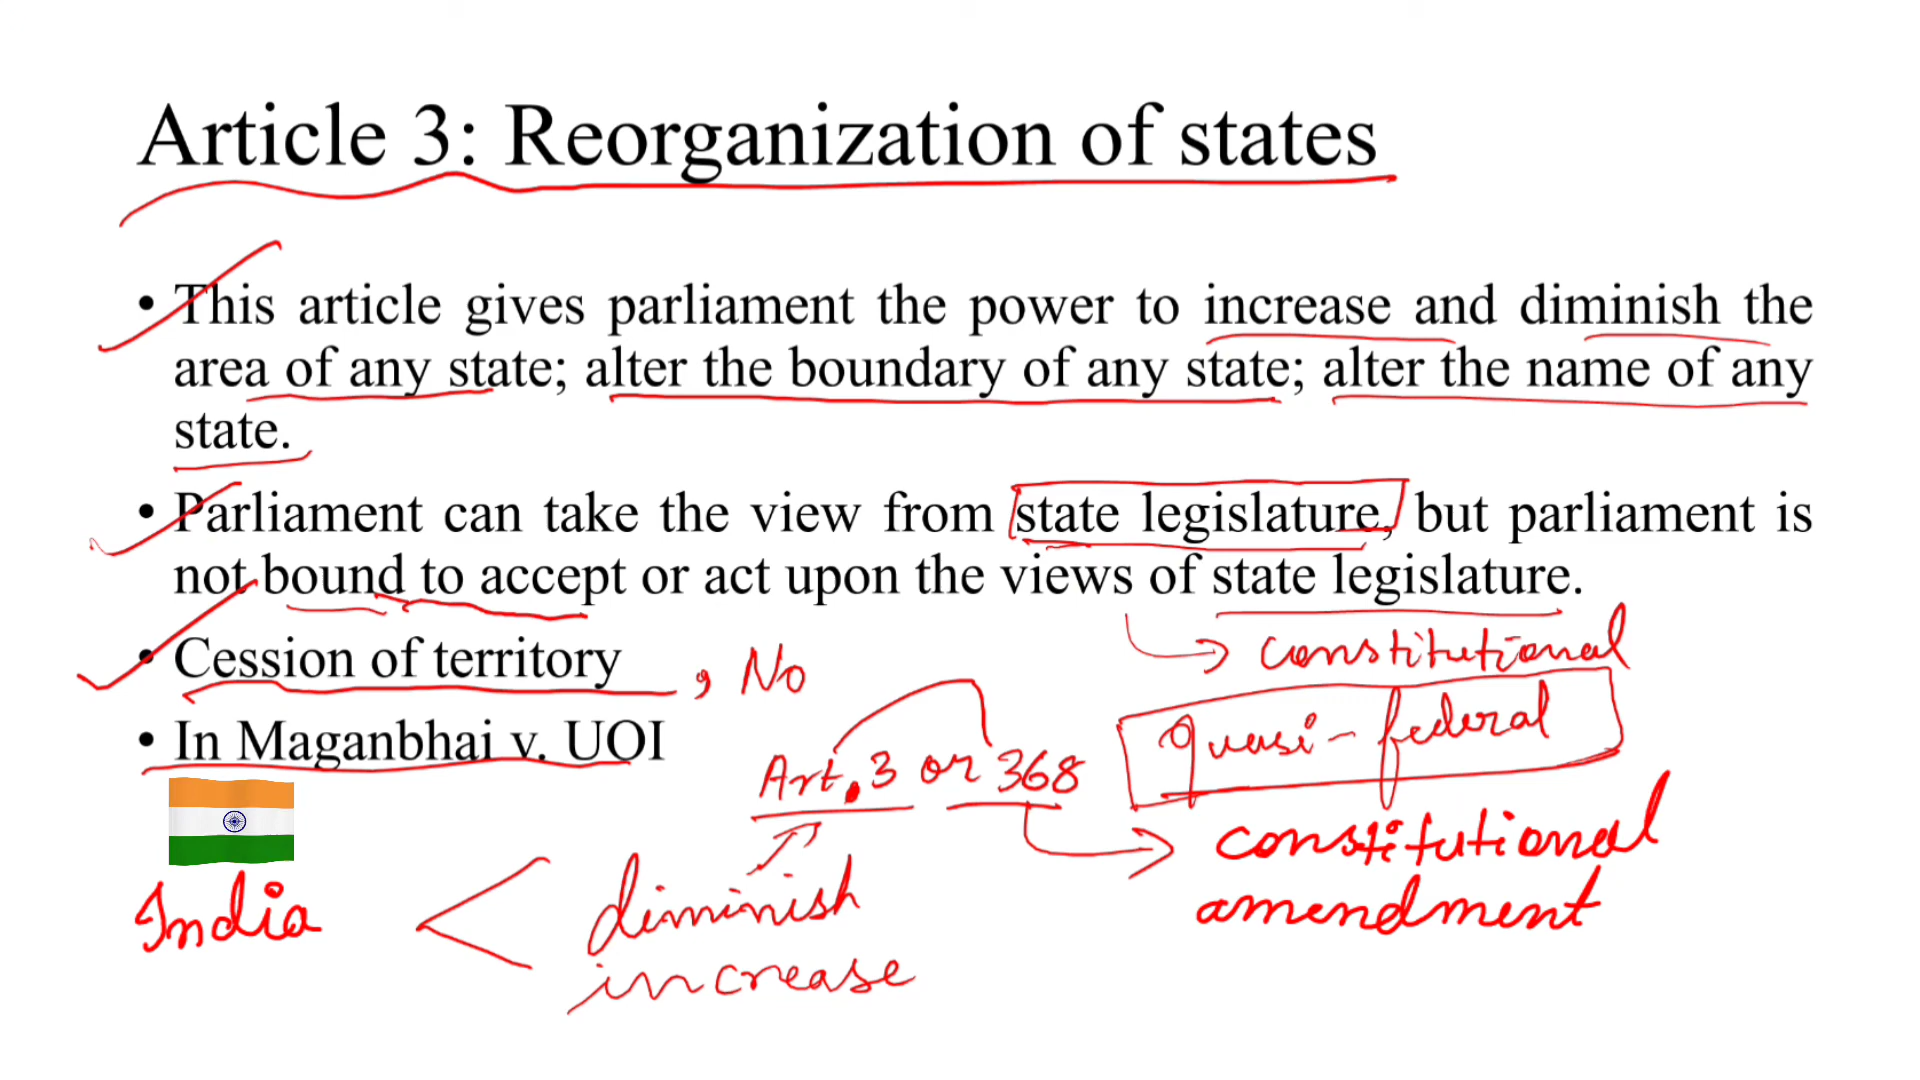 Article 3: Reorganization of states
• This article gives parliament the power to increase and diminish the
area of any state; alter the boundary of any state; alter the name of any
state.
• Parliament can take the view from state legislature, but parliament is
not bound to accept or act upon the views of state legislature.
• Cession of territory , No
→ constitutional
quasi-federal
• In Maganbhai v. UOI
Art. 3 or 368
→ constitutional
amendment
India
diminish
increase